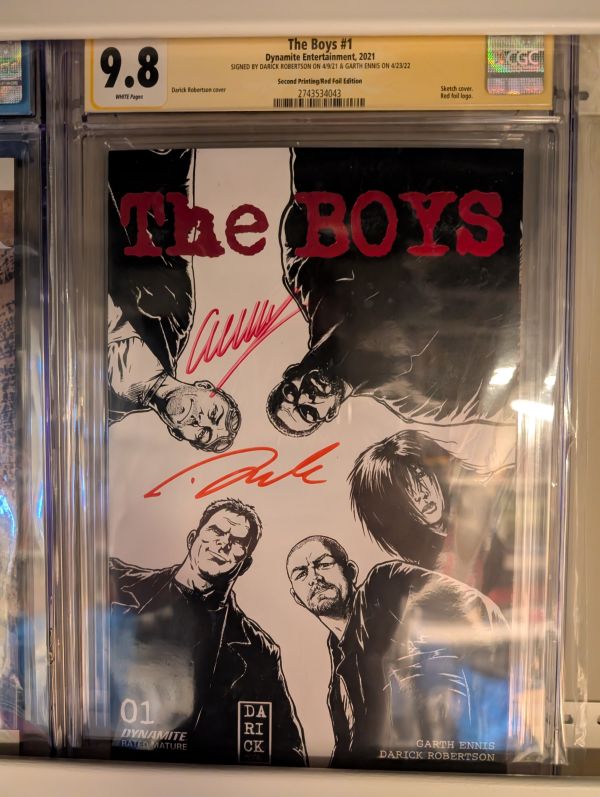 The Boys #1
Dynamite Entertainment, 2021
SIGNED BY DARICK ROBERTSON ON 4/9/21 & GARTH ENNIS ON 4/23/22
9.8
WHITE Pages
Darick Robertson cover
Second Printing/Red Foil Edition
2743534043
Sketch cover.
Red foil logo.
CGC
The BOYS
01
DYNAMITE
RATED MATURE
DA
RI
CK
GARTH ENNIS
DARICK ROBERTSON